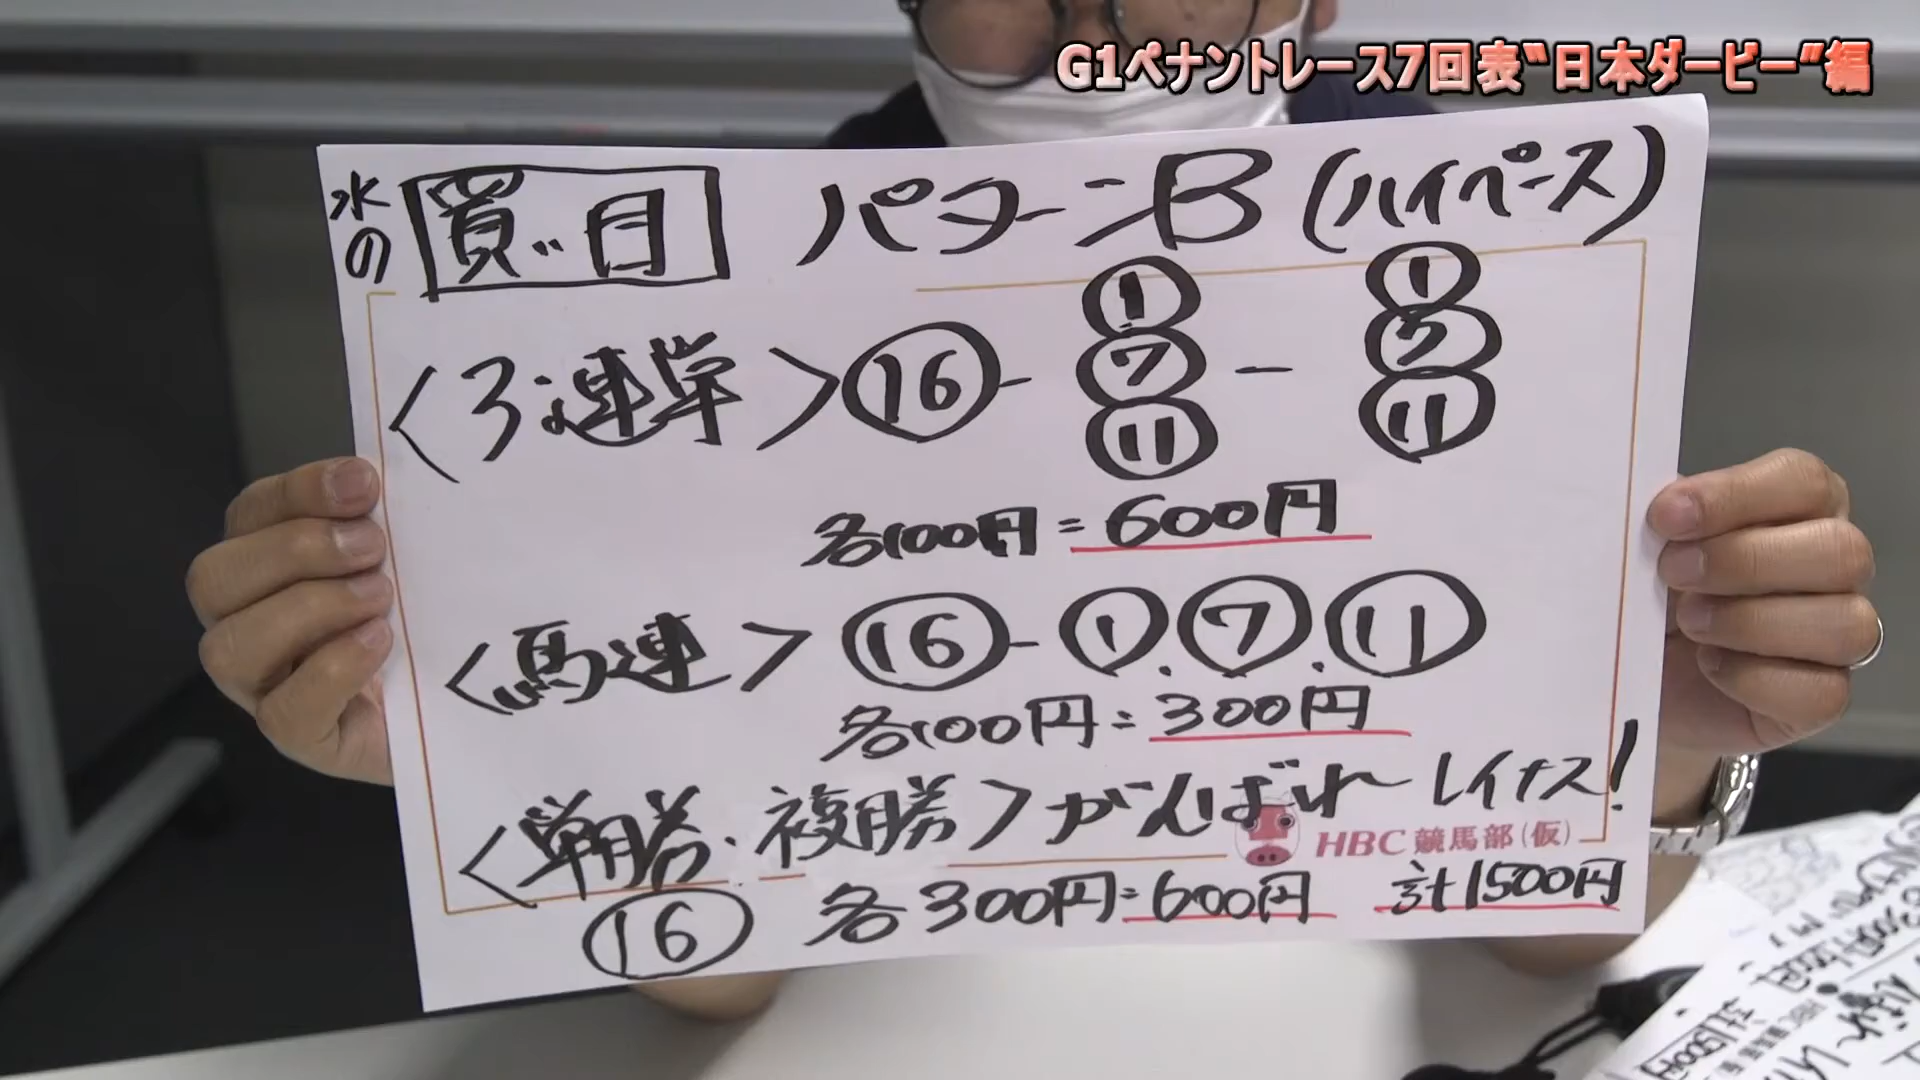 G1ペナントレース7回表“日本ダービー”編
水の 買い目 パターンB (ハイペース)
① ①
<3連単> ⑯ - ⑦ - ⑦
⑪ ⑪
各100円 = 600円
<馬連> ⑯ - ①.⑦.⑪
各100円 = 300円
<単勝・複勝> がんばれ レイナス!
HBC 競馬部(仮)
⑯ 各300円=600円 計1500円